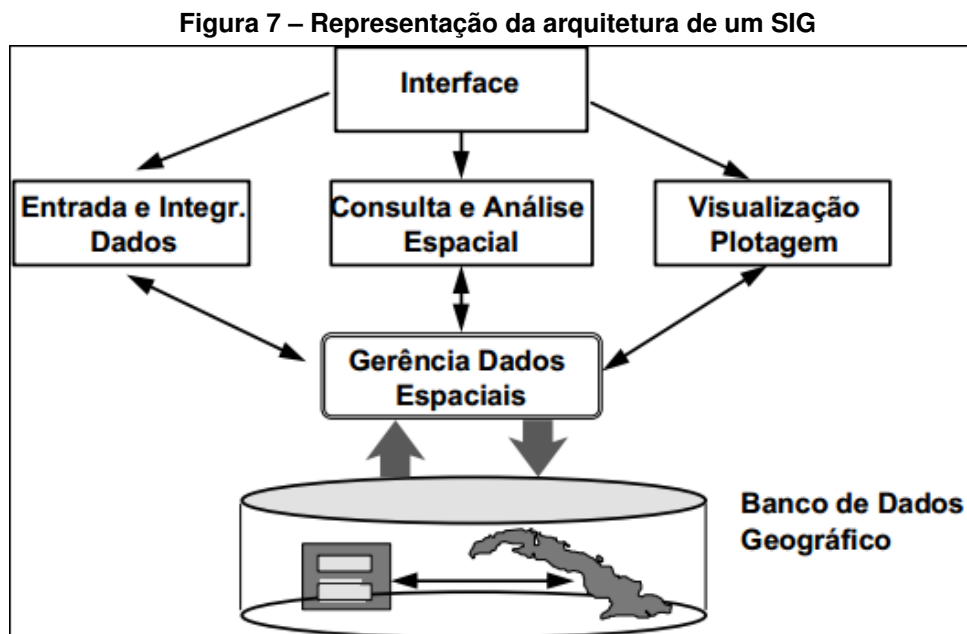 Figura 7 – Representação da arquitetura de um SIG
Interface
Entrada e Integr.
Dados
Consulta e Análise
Espacial
Visualização
Plotagem
Gerência Dados
Espaciais
Banco de Dados
Geográfico